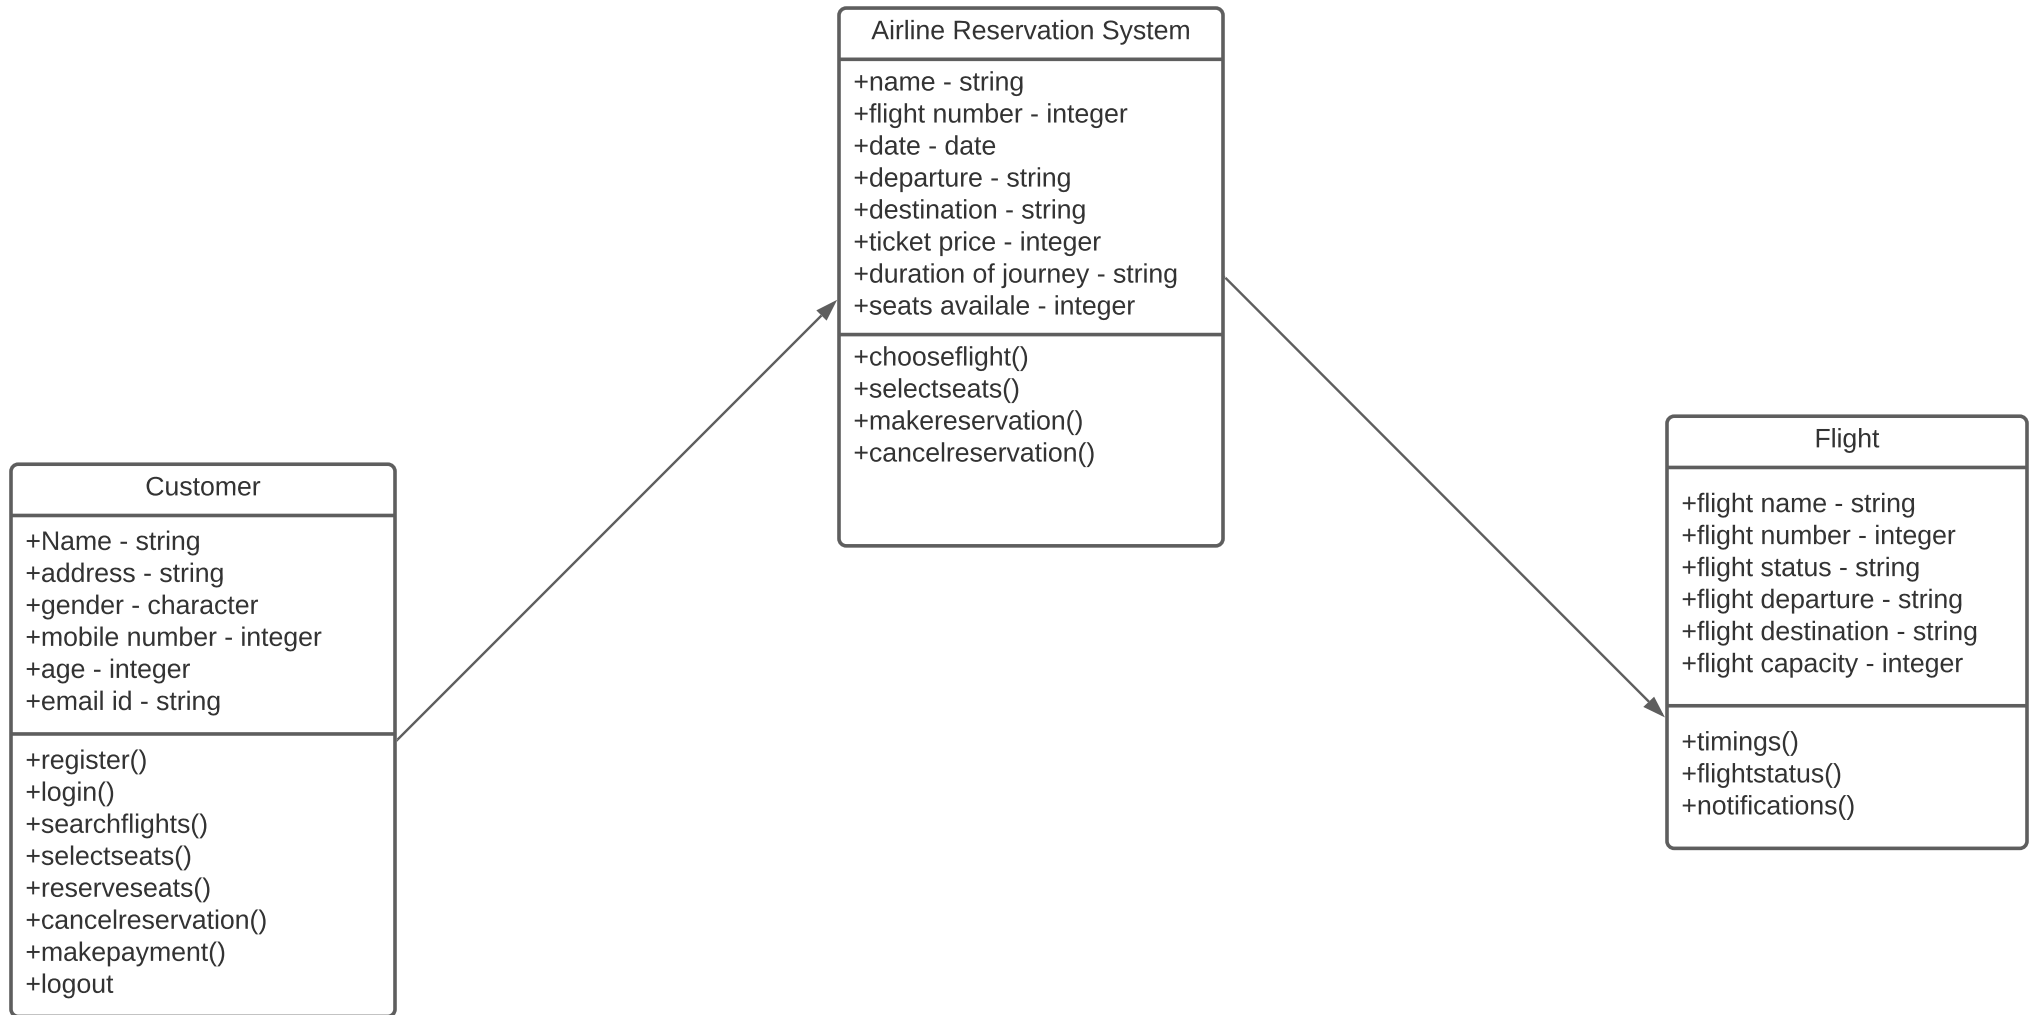 Airline Reservation System
+name - string
+flight number - integer
+date - date
+departure - string
+destination - string
+ticket price - integer
+duration of journey - string
+seats availale - integer
+chooseflight()
+selectseats()
+makereservation()
+cancelreservation()
Customer
+Name - string
+address - string
+gender - character
+mobile number - integer
+age - integer
+email id - string
+register()
+login()
+searchflights()
+selectseats()
+reserveseats()
+cancelreservation()
+makepayment()
+logout
Flight
+flight name - string
+flight number - integer
+flight status - string
+flight departure - string
+flight destination - string
+flight capacity - integer
+timings()
+flightstatus()
+notifications()